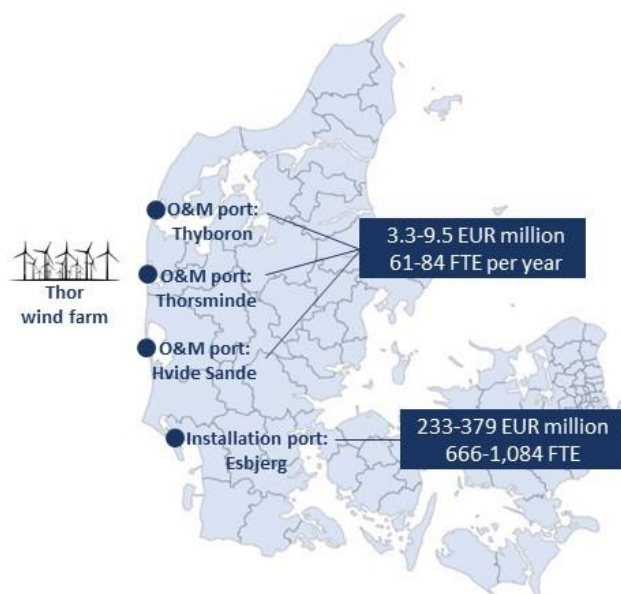 O&M port:
Thyboron
3.3-9.5 EUR million
61-84 FTE per year
Thor
wind farm
O&M port:
Thorsminde
O&M port:
Hvide Sande
Installation port:
Esbjerg
233-379 EUR million
666-1,084 FTE